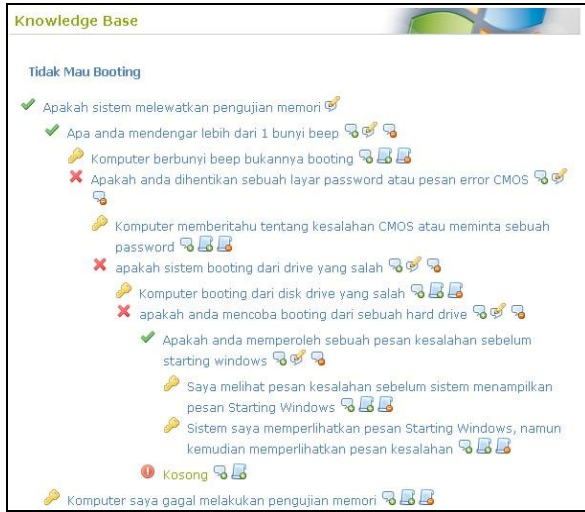 Knowledge Base
Tidak Mau Booting
Apakah sistem melewatkan pengujian memori
Apa anda mendengar lebih dari 1 bunyi beep
Komputer berbunyi beep bukannya booting
Apakah anda dihentikan sebuah layar password atau pesan error CMOS
Komputer memberitahu tentang kesalahan CMOS atau meminta sebuah
password
apakah sistem booting dari drive yang salah
Komputer booting dari disk drive yang salah
apakah anda mencoba booting dari sebuah hard drive
Apakah anda memperoleh sebuah pesan kesalahan sebelum
starting windows
Saya melihat pesan kesalahan sebelum sistem menampilkan
pesan Starting Windows
Sistem saya memperlihatkan pesan Starting Windows, namun
kemudian memperlihatkan pesan kesalahan
Kosong
Komputer saya gagal melakukan pengujian memori